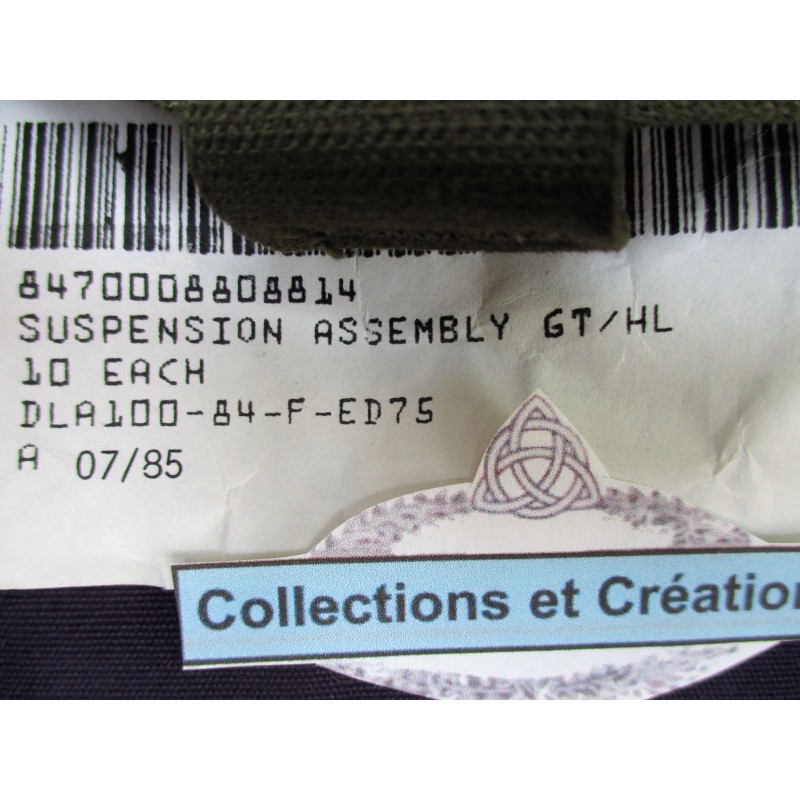 8470008808814
SUSPENSION ASSEMBLY GT/HL
10 EACH
DLA100-84-F-ED75
A 07/85
Collections et Création